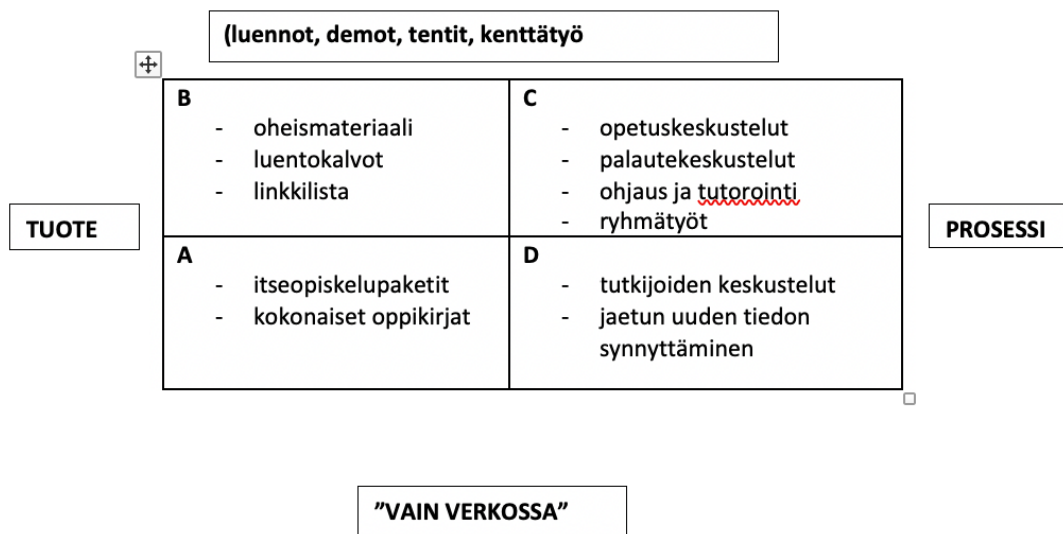 (luennot, demot, tentit, kenttätyö
B
- oheismateriaali
- luentokalvot
- linkkilista
C
- opetuskeskustelut
- palautekeskustelut
- ohjaus ja tutorointi
- ryhmätyöt
TUOTE
PROSESSI
A
- itseopiskelupaketit
- kokonaiset oppikirjat
D
- tutkijoiden keskustelut
- jaetun uuden tiedon
synnyttäminen
”VAIN VERKOSSA”